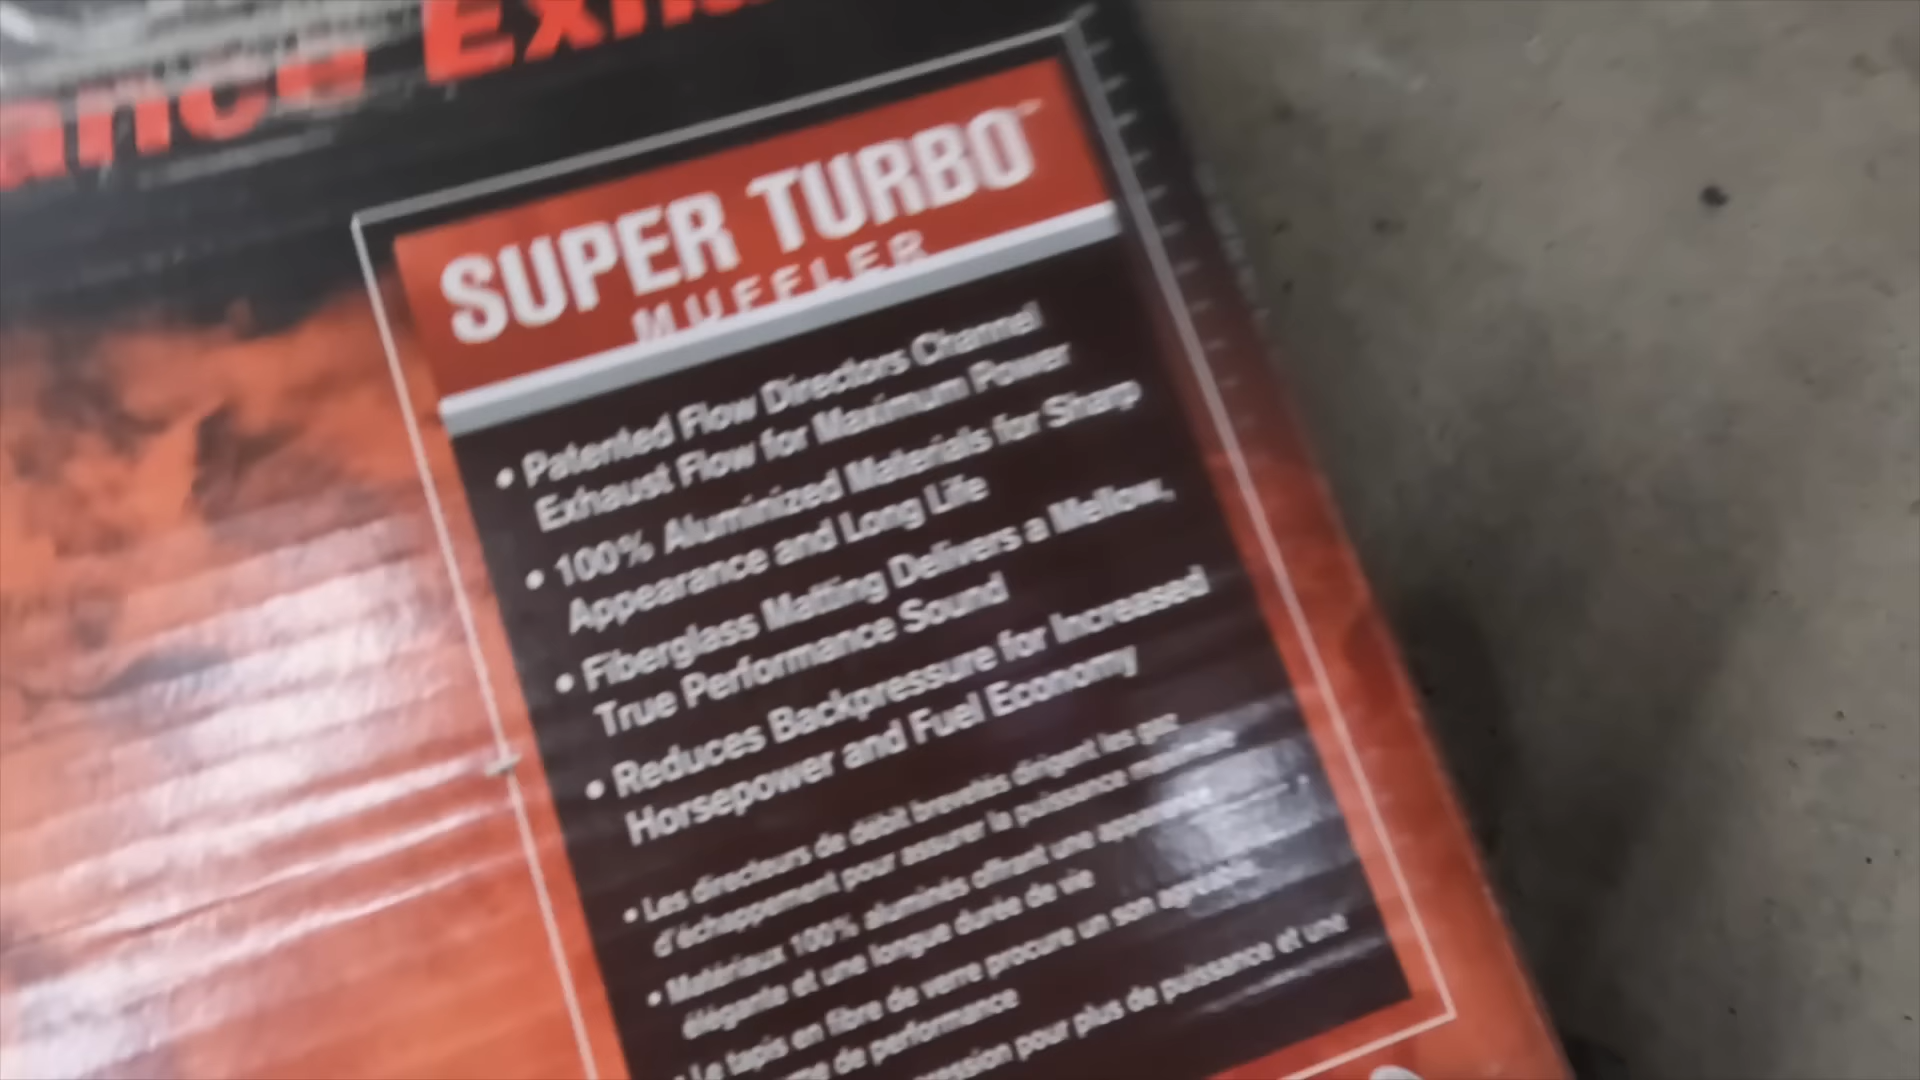 SUPER TURBO™
MUFFLER
• Patented Flow Directors Channel
Exhaust Flow for Maximum Power
• 100% Aluminized Materials for Sharp
Appearance and Long Life
• Fiberglass Matting Delivers a Mellow,
True Performance Sound
• Reduces Backpressure for Increased
Horsepower and Fuel Economy
• Les directeurs de débit brevetés dirigent les gaz
d'échappement pour assurer la puissance
• Matériaux 100% aluminés offrant une apparence
élégante et une longue durée de vie
• Le tapis en fibre de verre procure un son
de performance
pour plus de puissance et une